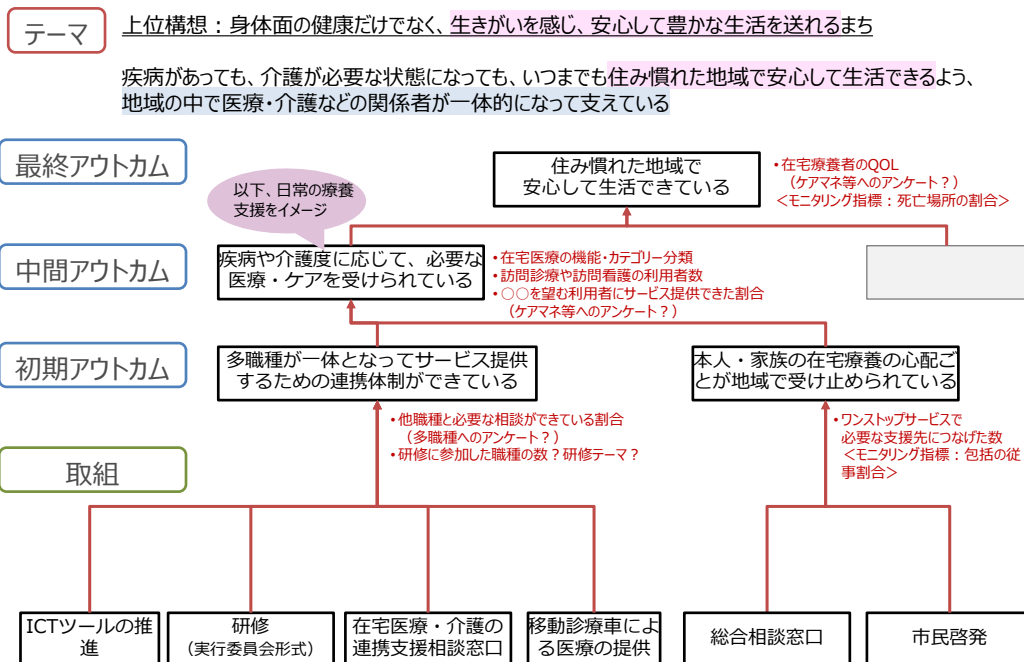 テーマ
上位構想：身体面の健康だけでなく、生きがいを感じ、安心して豊かな生活を送れるまち
疾病があっても、介護が必要な状態になっても、いつまでも住み慣れた地域で安心して生活できるよう、
地域の中で医療・介護などの関係者が一体的になって支えている
最終アウトカム
住み慣れた地域で
安心して生活できている
・在宅療養者のQOL
（ケアマネ等へのアンケート？）
＜モニタリング指標：死亡場所の割合＞
以下、日常の療養
支援をイメージ
中間アウトカム
疾病や介護度に応じて、必要な
医療・ケアを受けられている
・在宅医療の機能・カテゴリー分類
・訪問診療や訪問看護の利用者数
・○○を望む利用者にサービス提供できた割合
（ケアマネ等へのアンケート？）
初期アウトカム
多職種が一体となってサービス提供
するための連携体制ができている
本人・家族の在宅療養の心配ご
とが地域で受け止められている
・他職種と必要な相談ができている割合
（多職種へのアンケート？）
・研修に参加した職種の数？研修テーマ？
・ワンストップサービスで
必要な支援先につなげた数
＜モニタリング指標：包括の従
事割合＞
取組
ICTツールの推
進
研修
（実行委員会形式）
在宅医療・介護の
連携支援相談窓口
移動診療車によ
る医療の提供
総合相談窓口
市民啓発